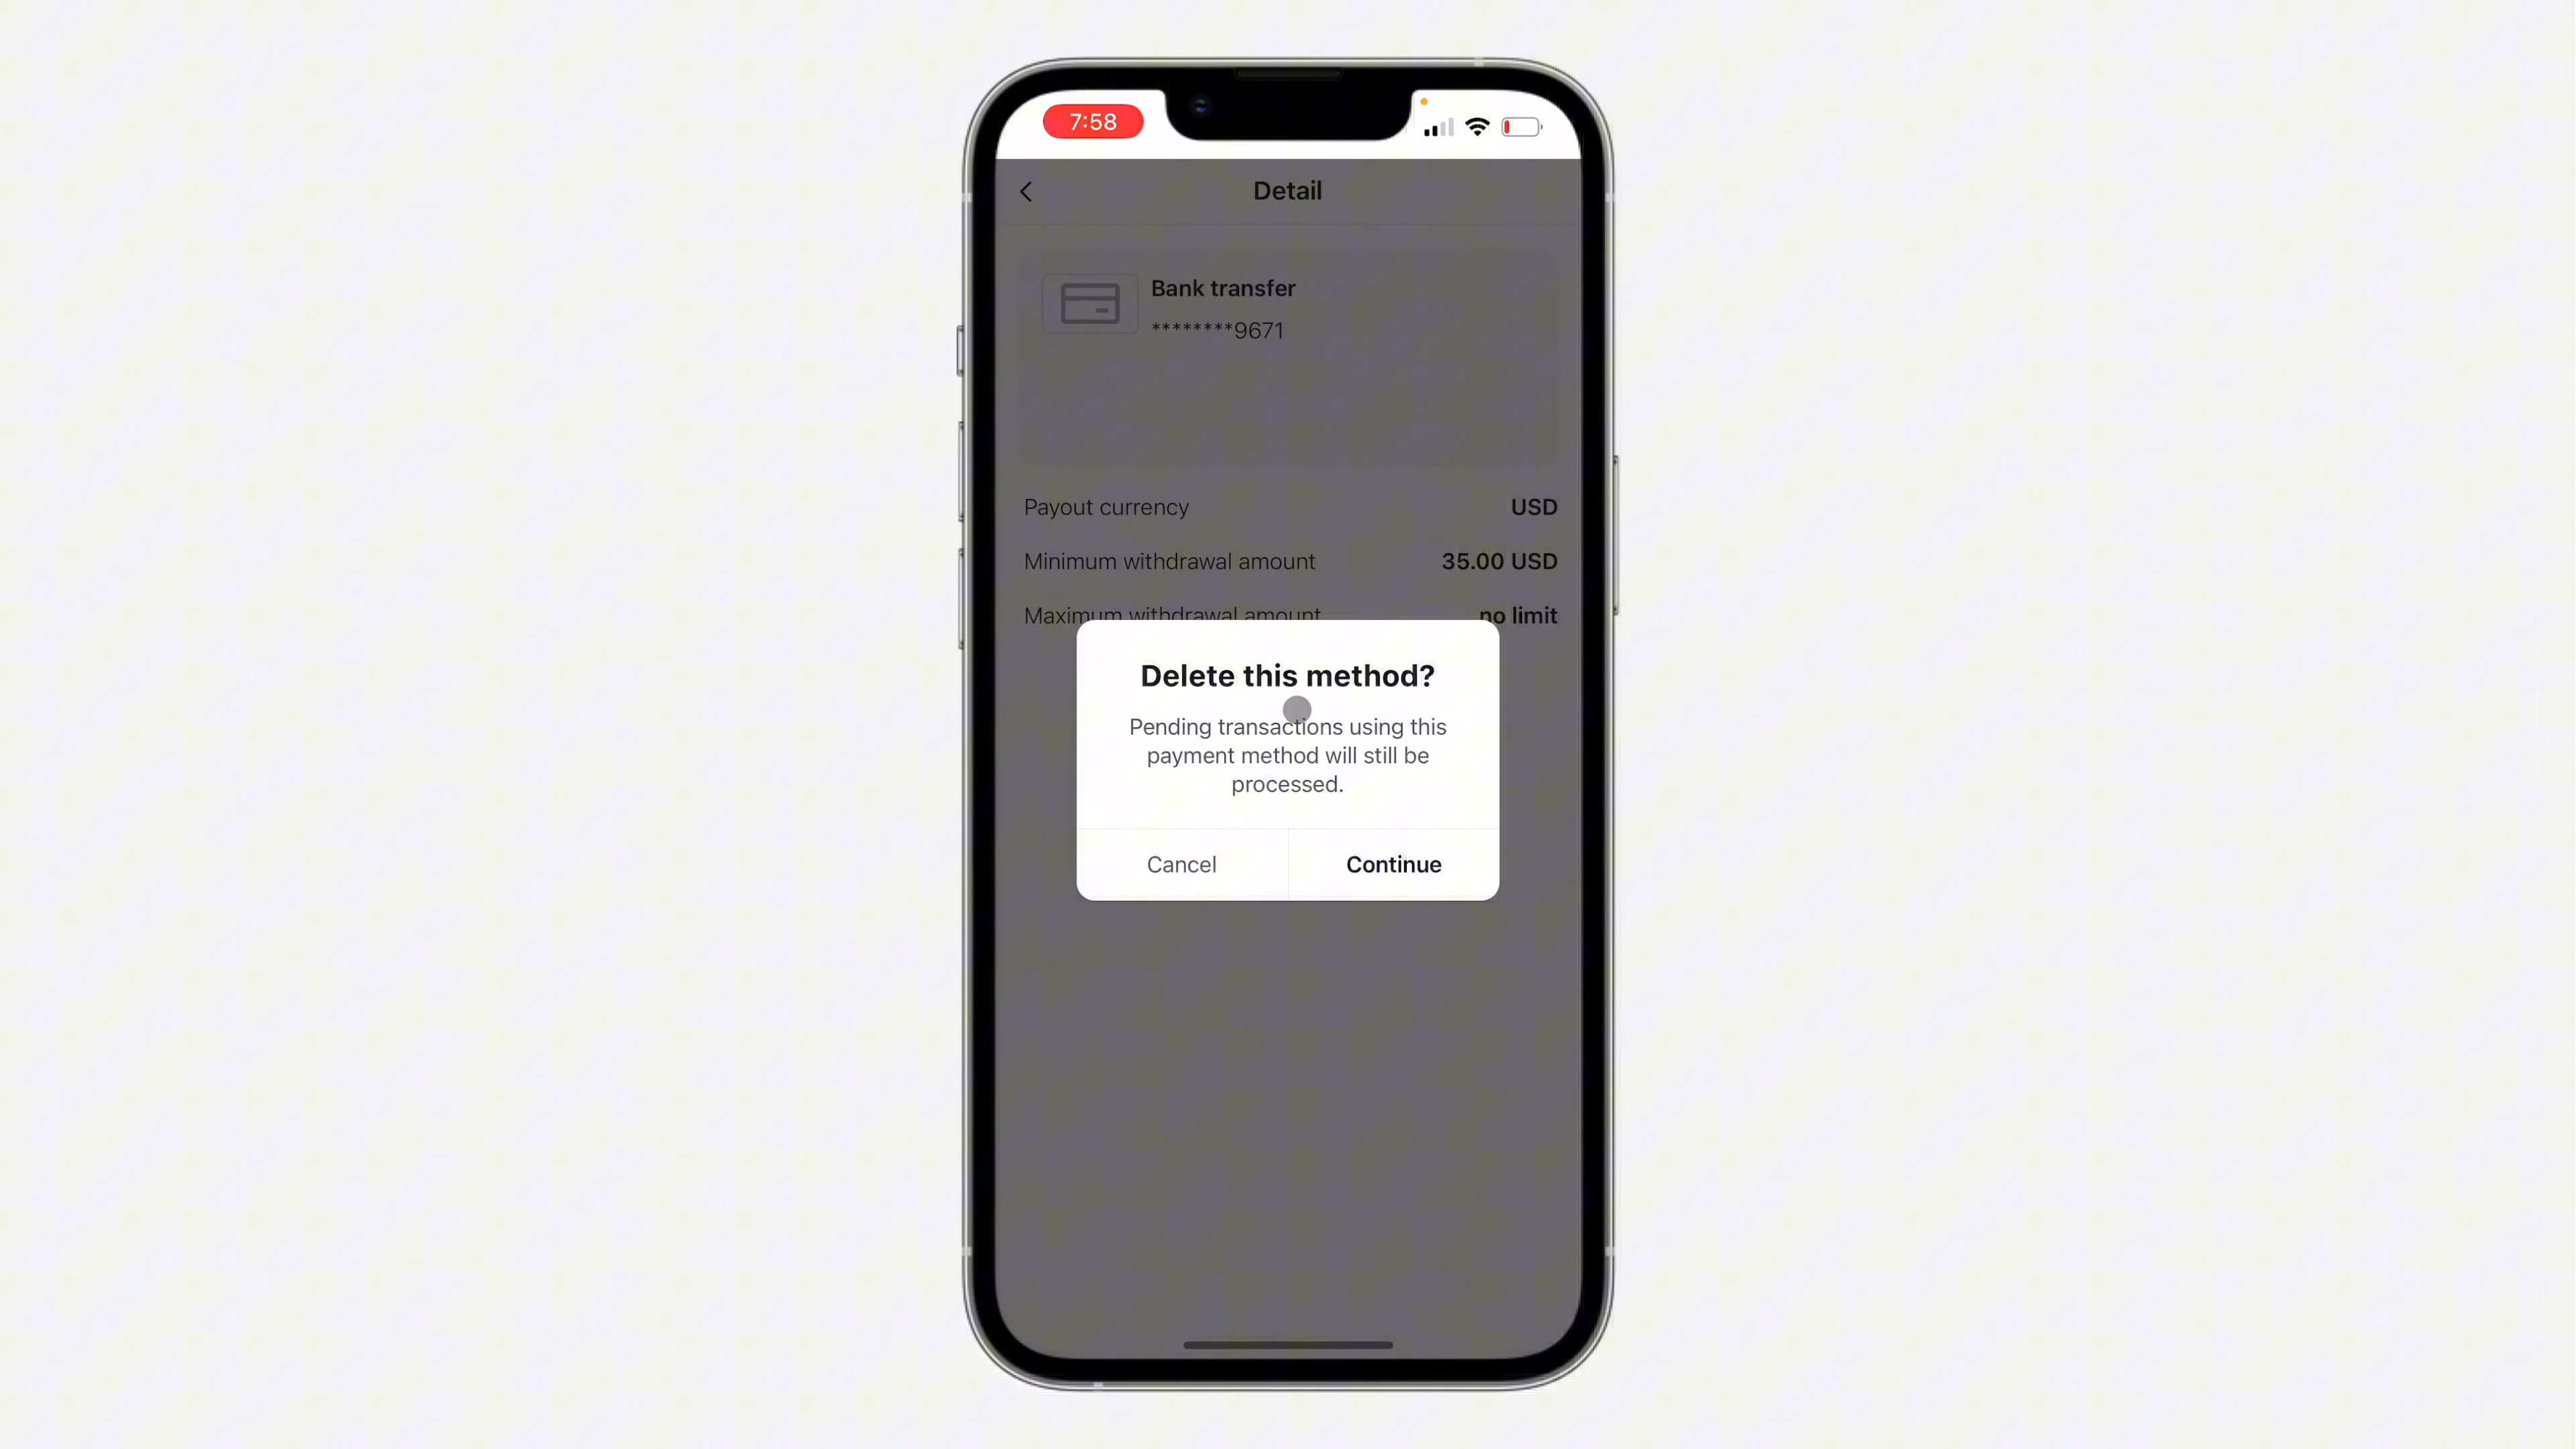 7:58
Detail
Bank transfer
********9671
Payout currency USD
Minimum withdrawal amount 35.00 USD
Maximum withdrawal amount no limit
Delete this method?
Pending transactions using this
payment method will still be
processed.
Cancel Continue